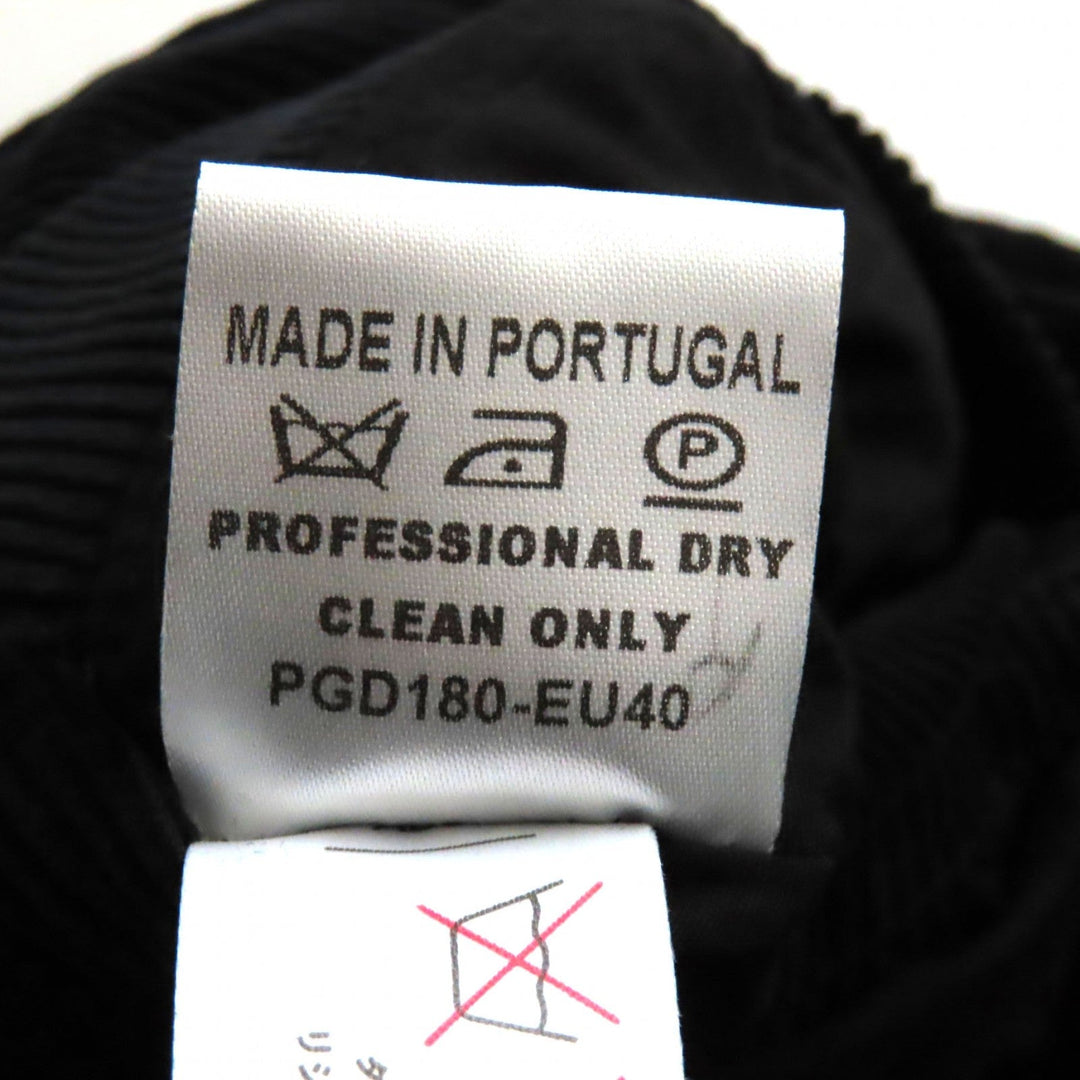 MADE IN PORTUGAL
P
PROFESSIONAL DRY
CLEAN ONLY
PGD180-EU40